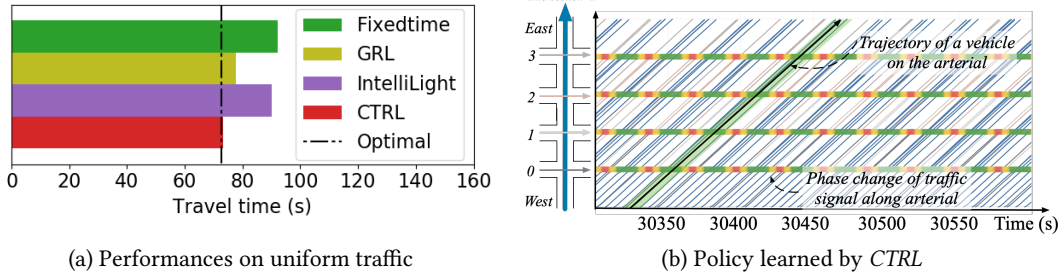 Fixedtime
GRL
IntelliLight
CTRL
Optimal
0 20 40 60 80 100 120 140 160
Travel time (s)
(a) Performances on uniform traffic
East
3
2
1
0
West
Trajectory of a vehicle
on the arterial
Phase change of traffic
signal along arterial
30350 30400 30450 30500 30550 Time (s)
(b) Policy learned by CTRL